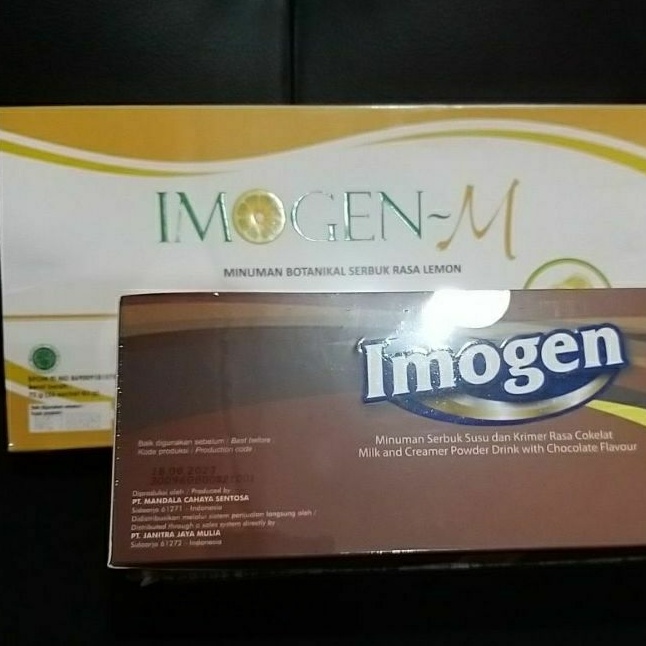 IMOGEN~M
MINUMAN BOTANIKAL SERBUK RASA LEMON
Imogen
Minuman Serbuk Susu dan Krimer Rasa Cokelat
Milk and Creamer Powder Drink with Chocolate Flavour
Baik digunakan sebelum / Best before
Kode produksi / Production code
Diproduksi oleh / Produced by
PT. MANDALA CAHAYA SENTOSA
Sidoarjo 61271 - Indonesia
Didistribusikan melalui sistem penjualan langsung oleh /
Distributed through a sales system directly by
PT. JANITRA JAYA MULIA
Sidoarjo 61272 - Indonesia